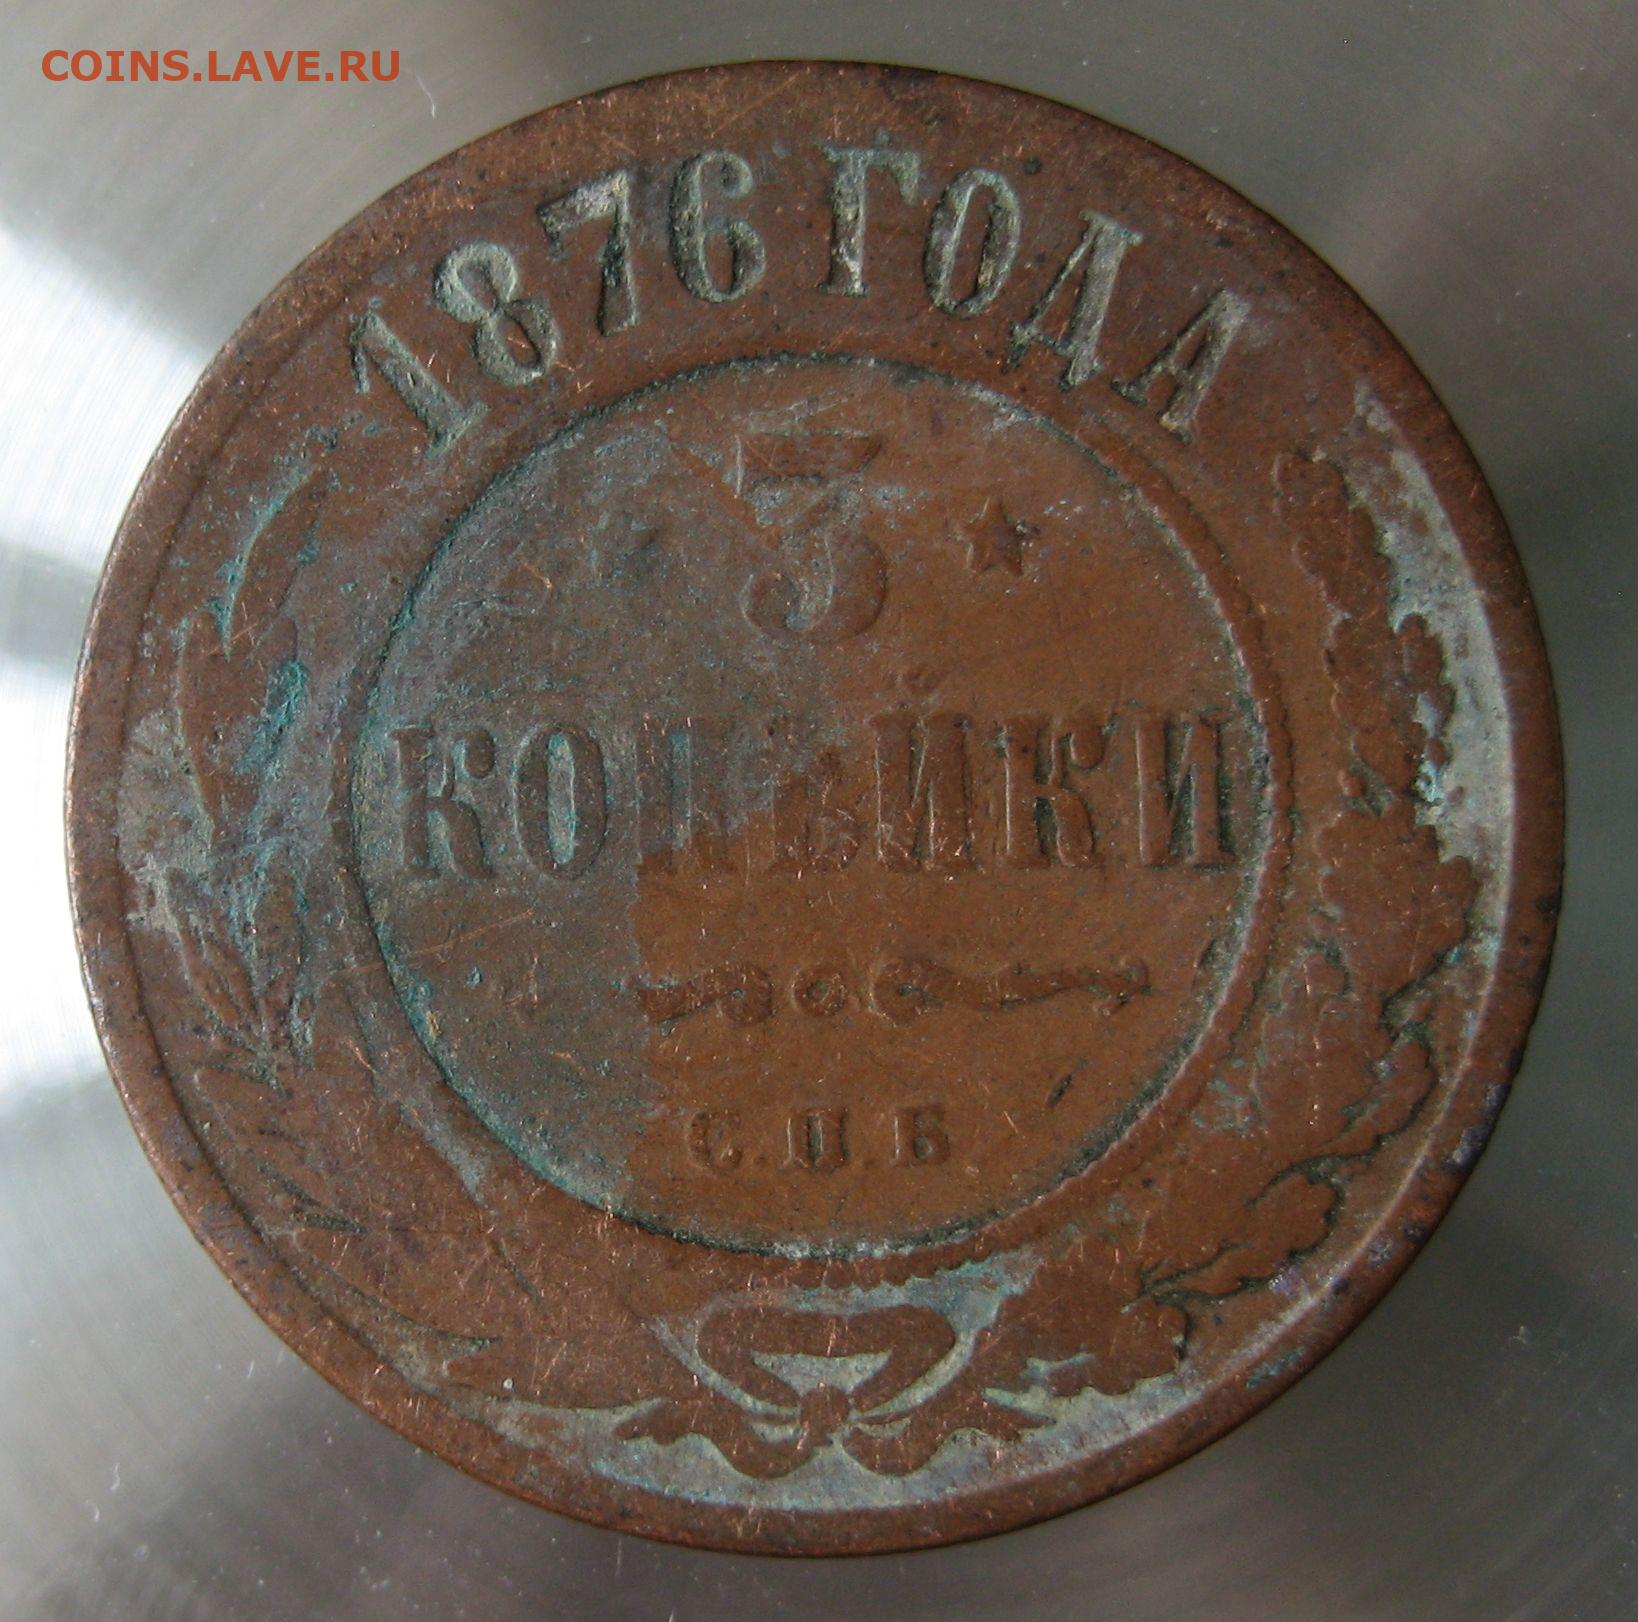 COINS.LAVE.RU
1876 ГОДА
3
КОПѢЙКИ
С.П.Б